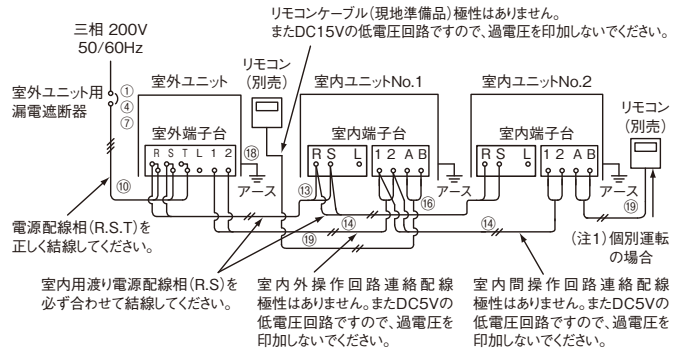 リモコンケーブル(現地準備品)極性はありません。
またDC15Vの低電圧回路ですので、過電圧を印加しないでください。
三相 200V
50/60Hz
室外ユニット用
漏電遮断器
①
④
⑦
室外ユニット
リモコン
(別売)
室内ユニットNo.1
室内ユニットNo.2
リモコン
(別売)
室外端子台
R S T L 1 2
⑱
アース
室内端子台
R S L 1 2 A B
アース
室内端子台
R S L 1 2 A B
アース
⑩
⑬
⑭
⑯
⑭
⑲
⑲
電源配線相(R.S.T)を
正しく結線してください。
(注1)個別運転
の場合
室内用渡り電源配線相(R.S)を
必ず合わせて結線してください。
室内外操作回路連絡配線
極性はありません。またDC5Vの
低電圧回路ですので、過電圧を
印加しないでください。
室内間操作回路連絡配線
極性はありません。またDC5Vの
低電圧回路ですので、過電圧を
印加しないでください。